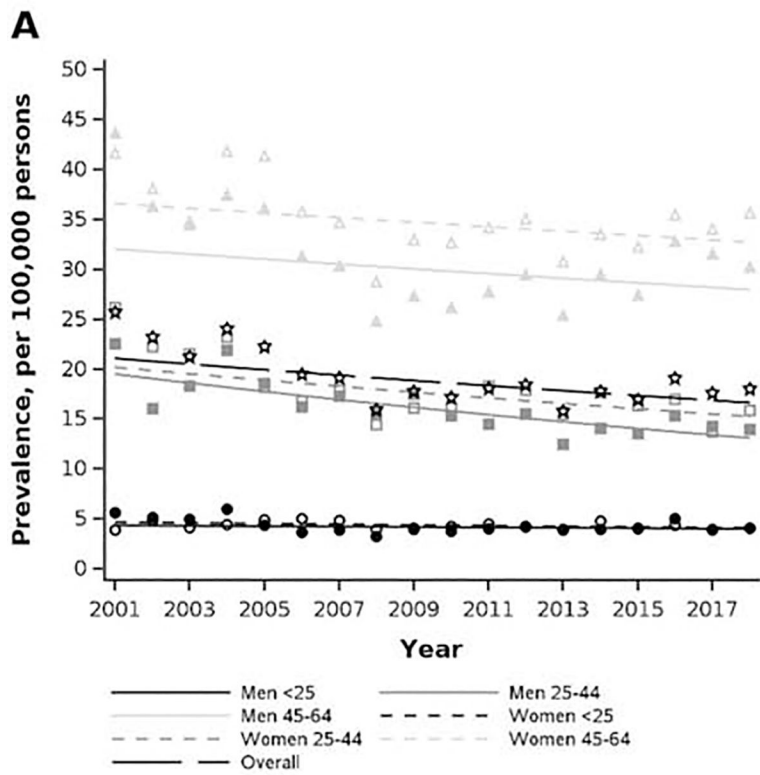 A
Prevalence, per 100,000 persons
50
45
40
35
30
25
20
15
10
5
0
2001 2003 2005 2007 2009 2011 2013 2015 2017
Year
Men <25 Men 25-44
Men 45-64 Women <25
Women 25-44 Women 45-64
Overall